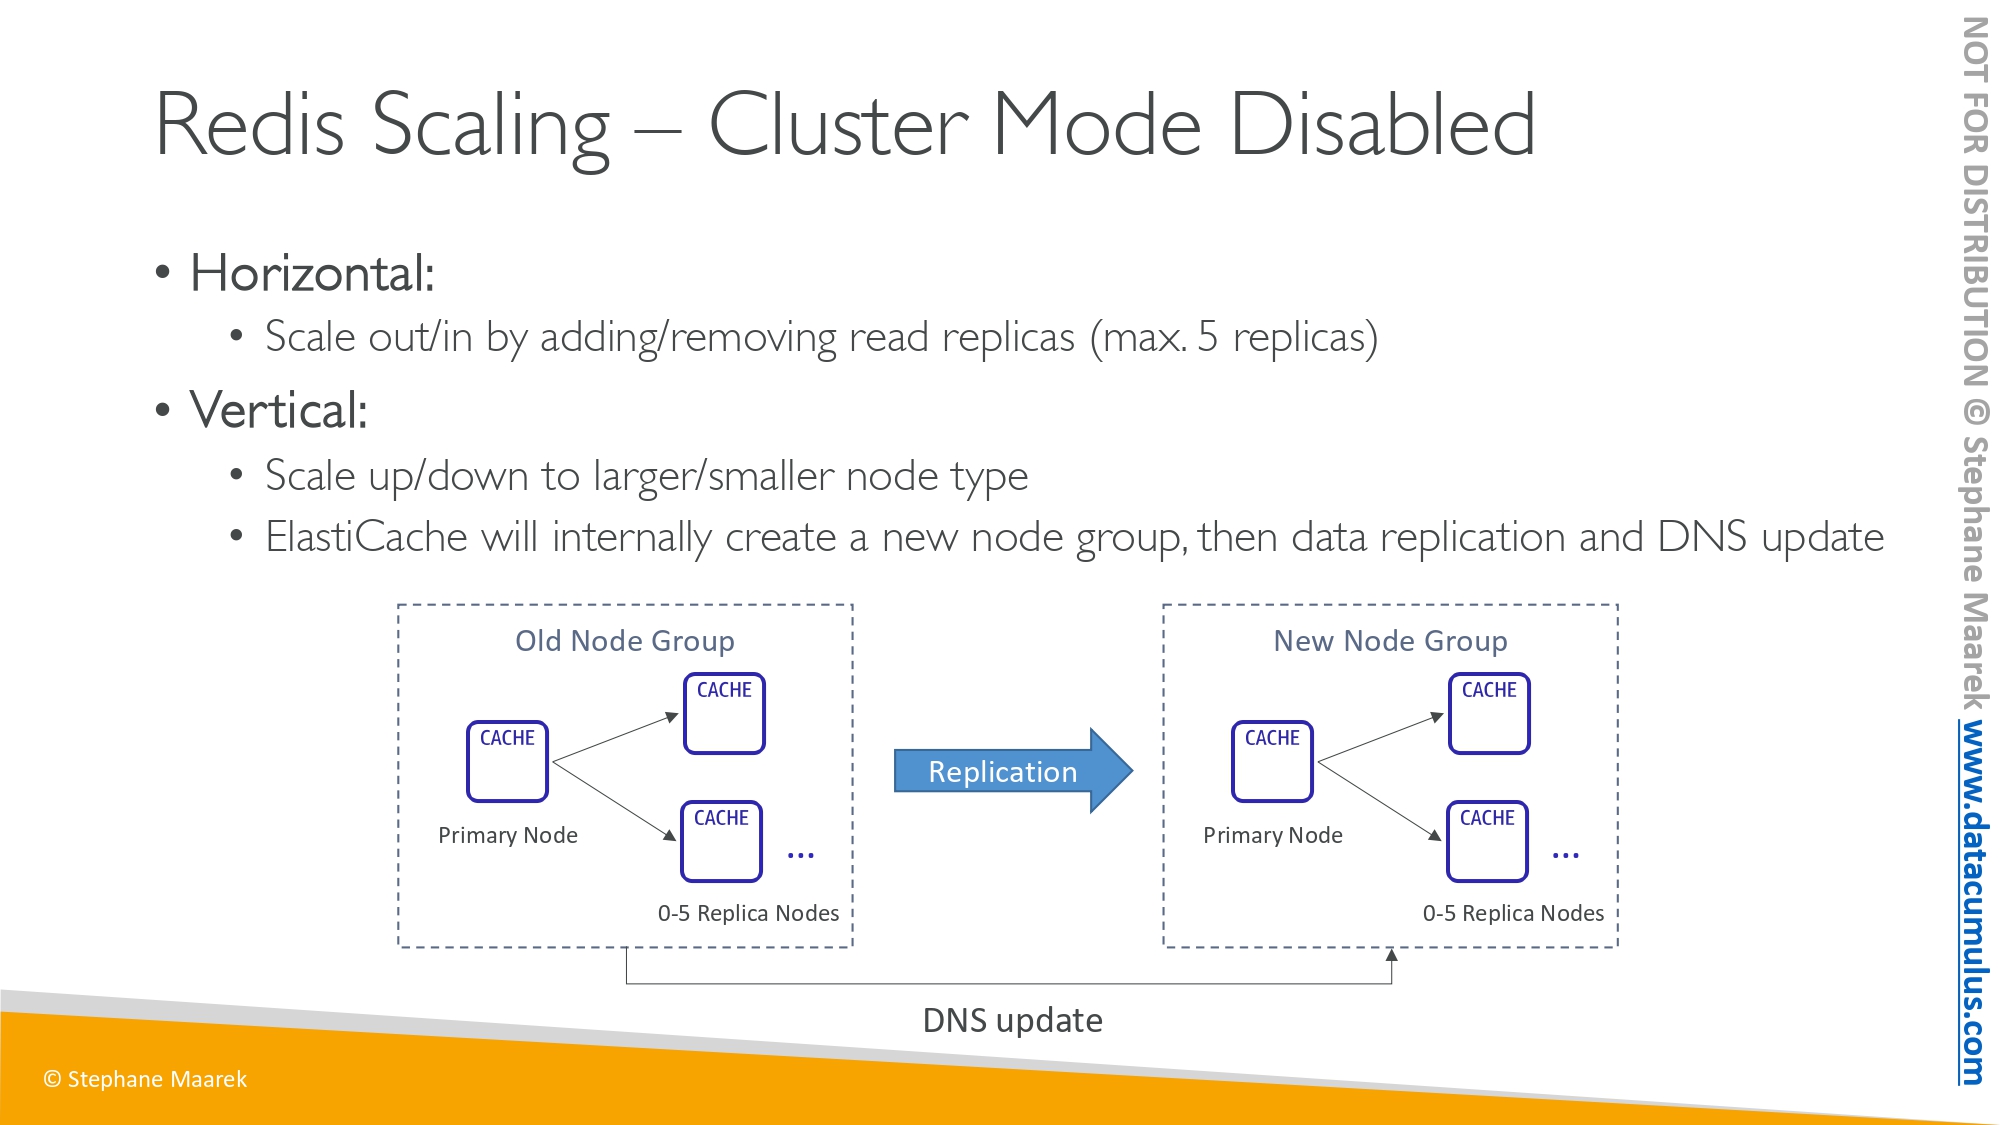 Redis Scaling – Cluster Mode Disabled
• Horizontal:
• Scale out/in by adding/removing read replicas (max. 5 replicas)
• Vertical:
• Scale up/down to larger/smaller node type
• ElastiCache will internally create a new node group, then data replication and DNS update
Old Node Group
CACHE
CACHE
Primary Node
CACHE
...
0-5 Replica Nodes
Replication
New Node Group
CACHE
CACHE
Primary Node
CACHE
...
0-5 Replica Nodes
DNS update
© Stephane Maarek
NOT FOR DISTRIBUTION © Stephane Maarek www.datacumulus.com